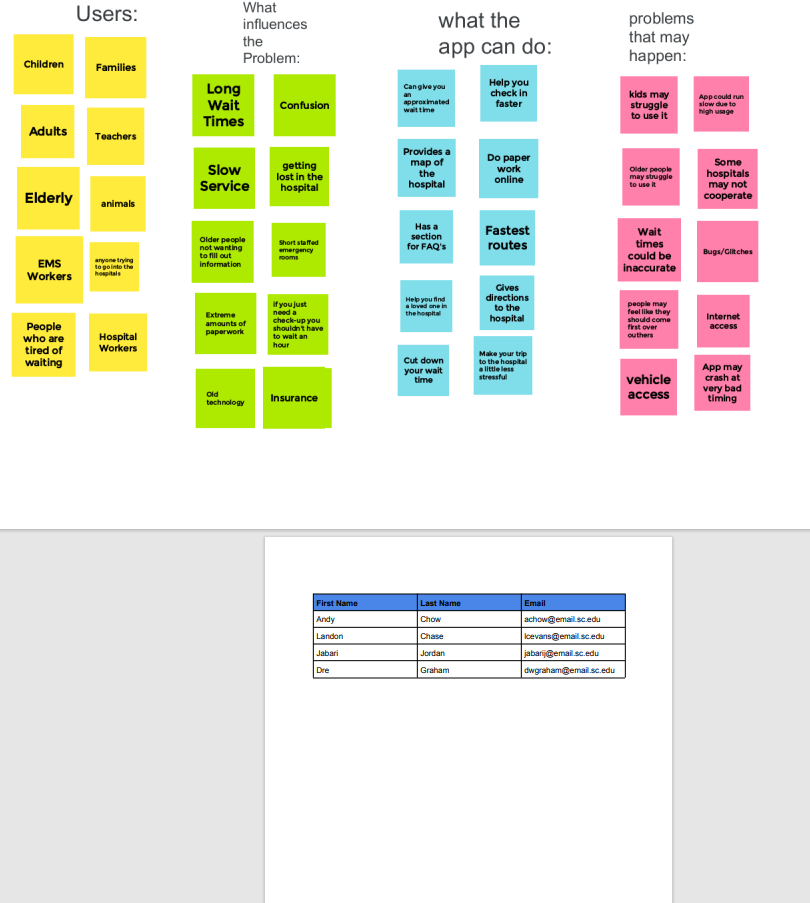 Users:
Children
Families
Adults
Teachers
Elderly
animals
EMS
Workers
anyone trying
to go into the
hospitals
People
who are
tired of
waiting
Hospital
Workers
What
influences
the
Problem:
Long
Wait
Times
Confusion
Slow
Service
getting
lost in the
hospital
Older people
not wanting
to fill out
information
Short staffed
emergency
rooms
Extreme
amounts of
paperwork
if you just
need a
check-up you
shouldn't have
to wait an
hour
Old
technology
Insurance
what the
app can do:
Can give you
an
approximated
wait time
Help you
check in
faster
Provides a
map of
the
hospital
Do paper
work
online
Has a
section
for FAQ's
Fastest
routes
Help you find
a loved one in
the hospital
Gives
directions
to the
hospital
Cut down
your wait
time
Make your trip
to the hospital
a little less
stressful
problems
that may
happen:
kids may
struggle
to use it
App could run
slow due to
high usage
Older people
may struggle
to use it
Some
hospitals
may not
cooperate
Wait
times
could be
inaccurate
Bugs/Glitches
people may
feel like they
should come
first over
outhers
Internet
access
vehicle
access
App may
crash at
very bad
timing
First Name Last Name Email
Andy Chow achow@email.sc.edu
Landon Chase lcevans@email.sc.edu
Jabari Jordan jabarij@email.sc.edu
Dre Graham dwgraham@email.sc.edu